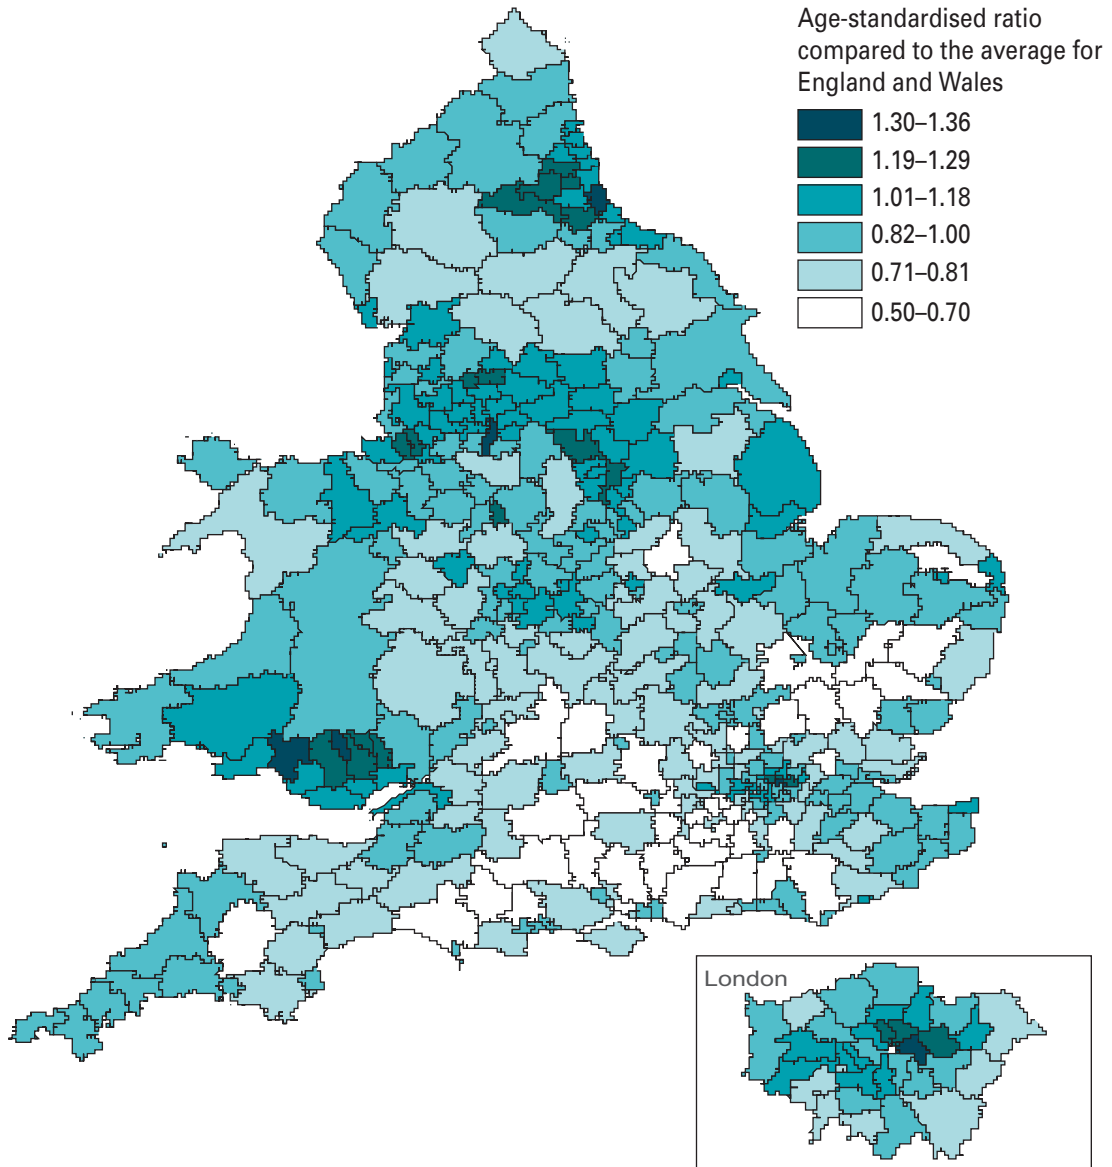 Age-standardised ratio
compared to the average for
England and Wales
1.30–1.36
1.19–1.29
1.01–1.18
0.82–1.00
0.71–0.81
0.50–0.70
London